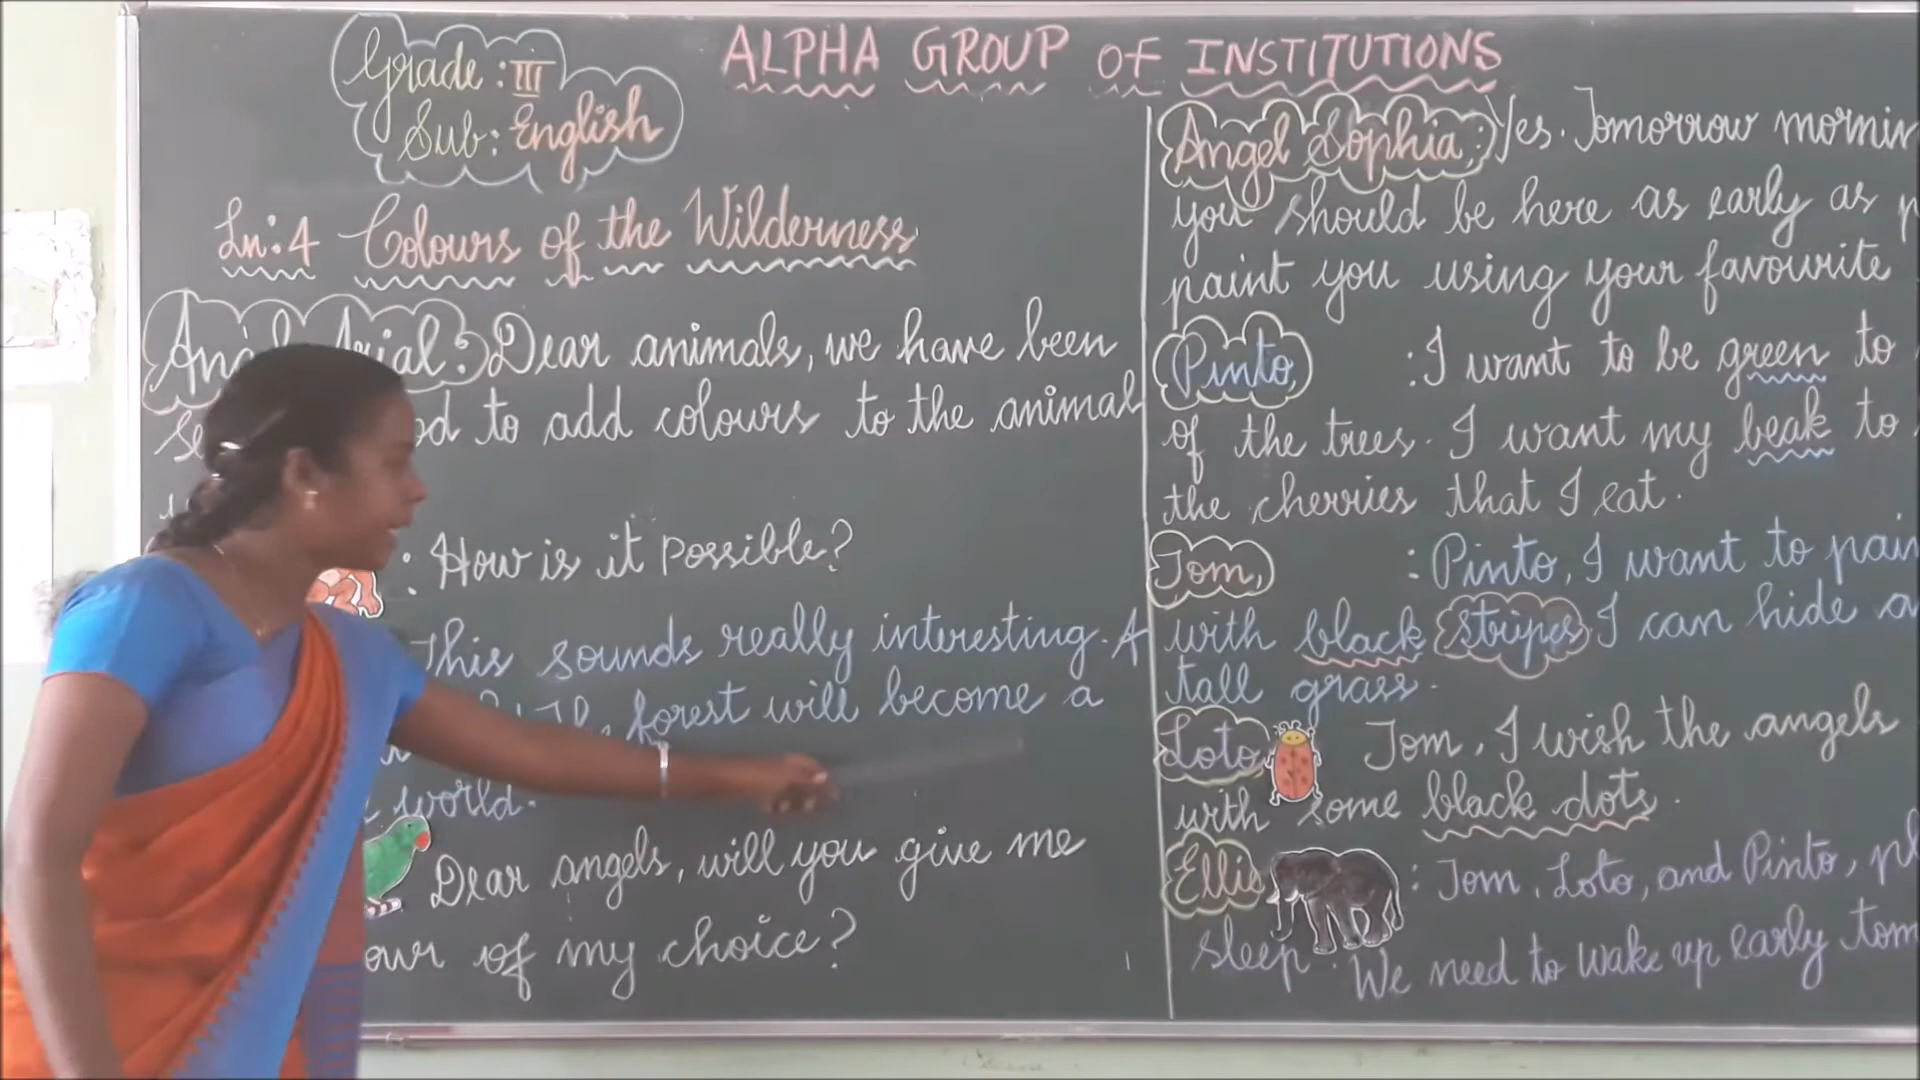 ALPHA GROUP OF INSTITUTIONS
Grade : III
Sub : English
Ln : 4 Colours of the Wilderness
Arial : Dear animals, we have been
to add colours to the animal
: How is it possible?
This sounds really interesting. A
The forest will become a
world.
Dear angels, will you give me
of my choice?
Angel Sophia, : Yes. Tomorrow
you should be here as early as
paint you using your favourite
Pinto, : I want to be green to
of the trees. I want my beak to
the cherries that I eat.
Tom, : Pinto, I want to
with black stripes I can hide
tall grass.
Loto Tom, I wish the angels
with some black dots.
Ellie : Tom, Loto, and Pinto,
sleep. We need to wake up early